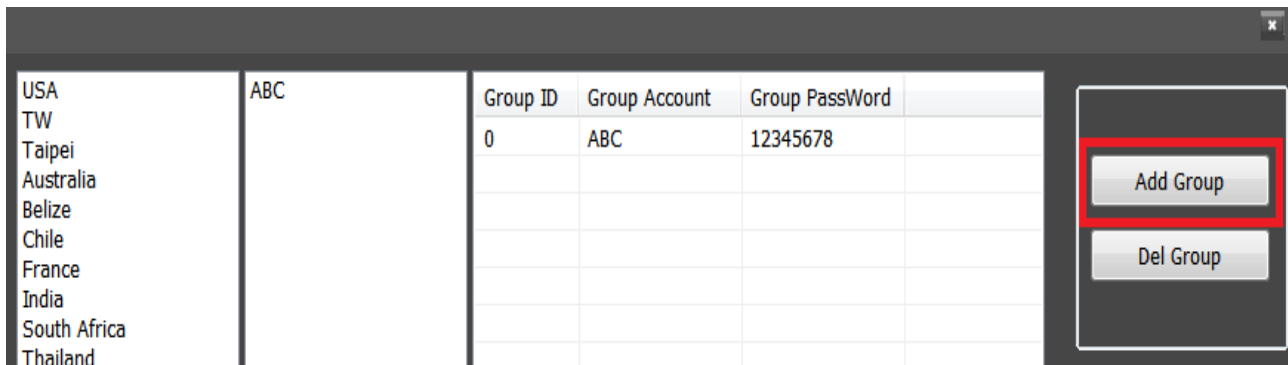 USA
TW
Taipei
Australia
Belize
Chile
France
India
South Africa
Thailand
ABC
Group ID Group Account Group PassWord
0 ABC 12345678
Add Group
Del Group